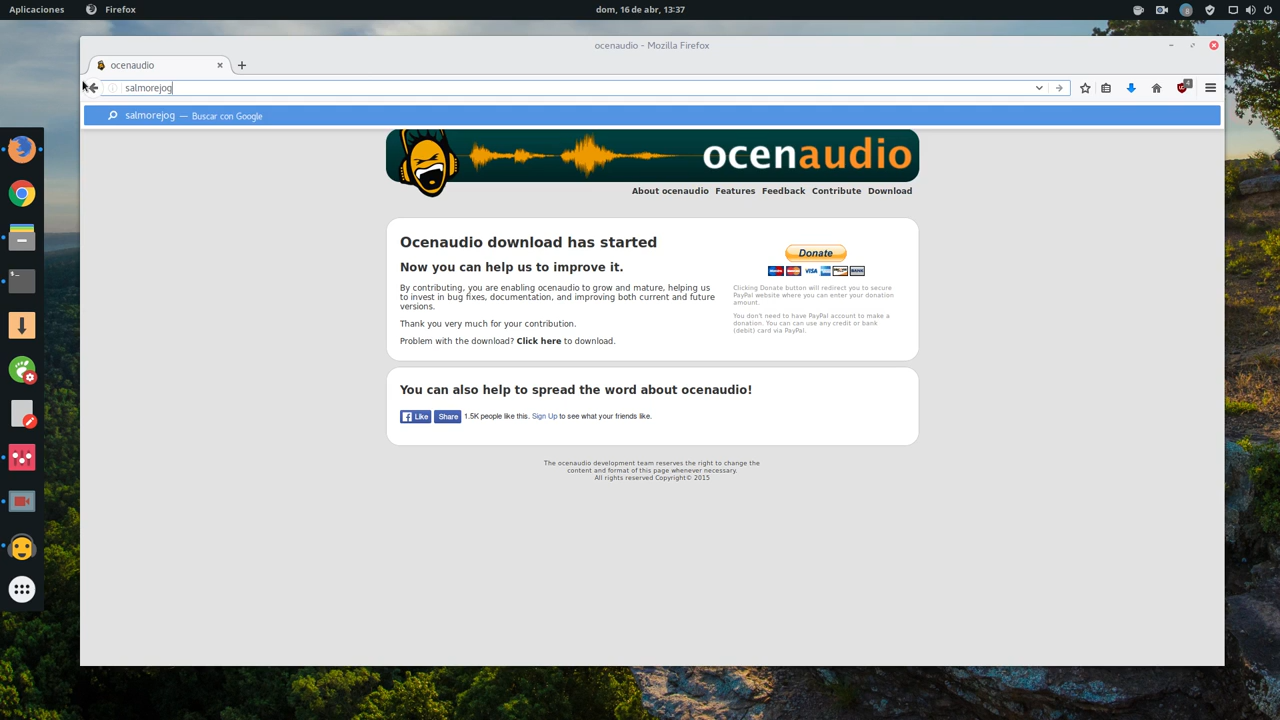 Aplicaciones Firefox dom, 16 de abr, 13:37
ocenaudio - Mozilla Firefox
ocenaudio
salmorejog
4
salmorejog — Buscar con Google
ocenaudio
About ocenaudio Features Feedback Contribute Download
Ocenaudio download has started
Now you can help us to improve it.
By contributing, you are enabling ocenaudio to grow and mature, helping us
to invest in bug fixes, documentation, and improving both current and future
versions.
Thank you very much for your contribution.
Problem with the download? Click here to download.
Donate
VISA
BANK
Clicking Donate button will redirect you to secure
PayPal website where you can enter your donation
amount.
You don't need to have PayPal account to make a
donation. You can use any credit or bank
(debit) card via PayPal.
You can also help to spread the word about ocenaudio!
Like Share 1.5K people like this. Sign Up to see what your friends like.
The ocenaudio development team reserves the right to change the
content and format of this page whenever necessary.
All rights reserved Copyright© 2015